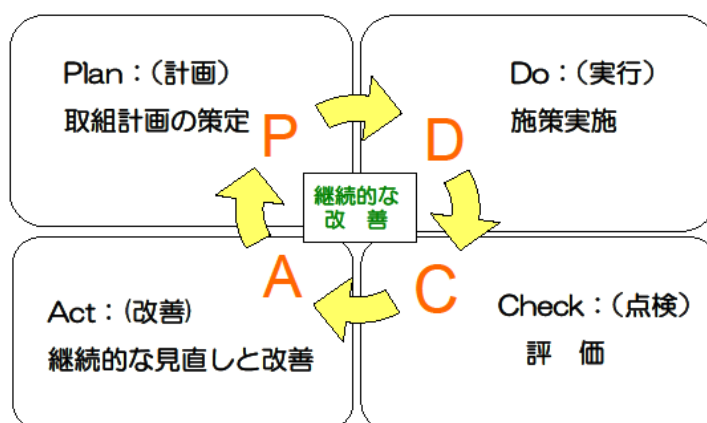 Plan：(計画)
取組計画の策定
P
Do：(実行)
施策実施
D
継続的な
改　善
Act：(改善)
継続的な見直しと改善
A
Check：(点検)
評　価
C